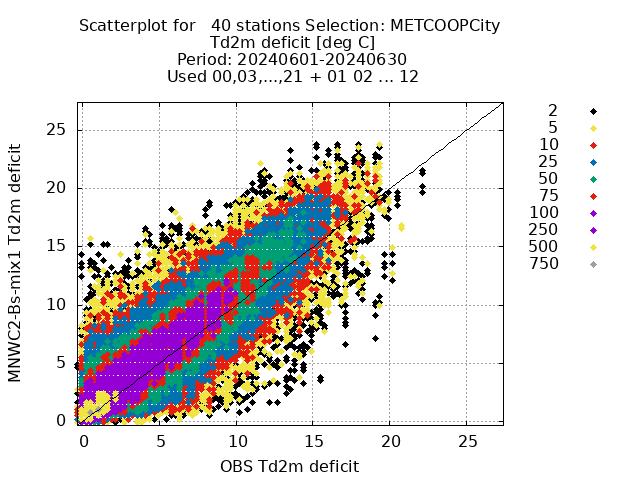 Scatterplot for   40 stations Selection: METCOOPCity
Td2m deficit [deg C]
Period: 20240601-20240630
Used 00,03,...,21 + 01 02 ... 12
MNWC2-Bs-mix1 Td2m deficit
25
20
15
10
5
0
0 5 10 15 20 25
OBS Td2m deficit
2
5
10
25
50
75
100
250
500
750